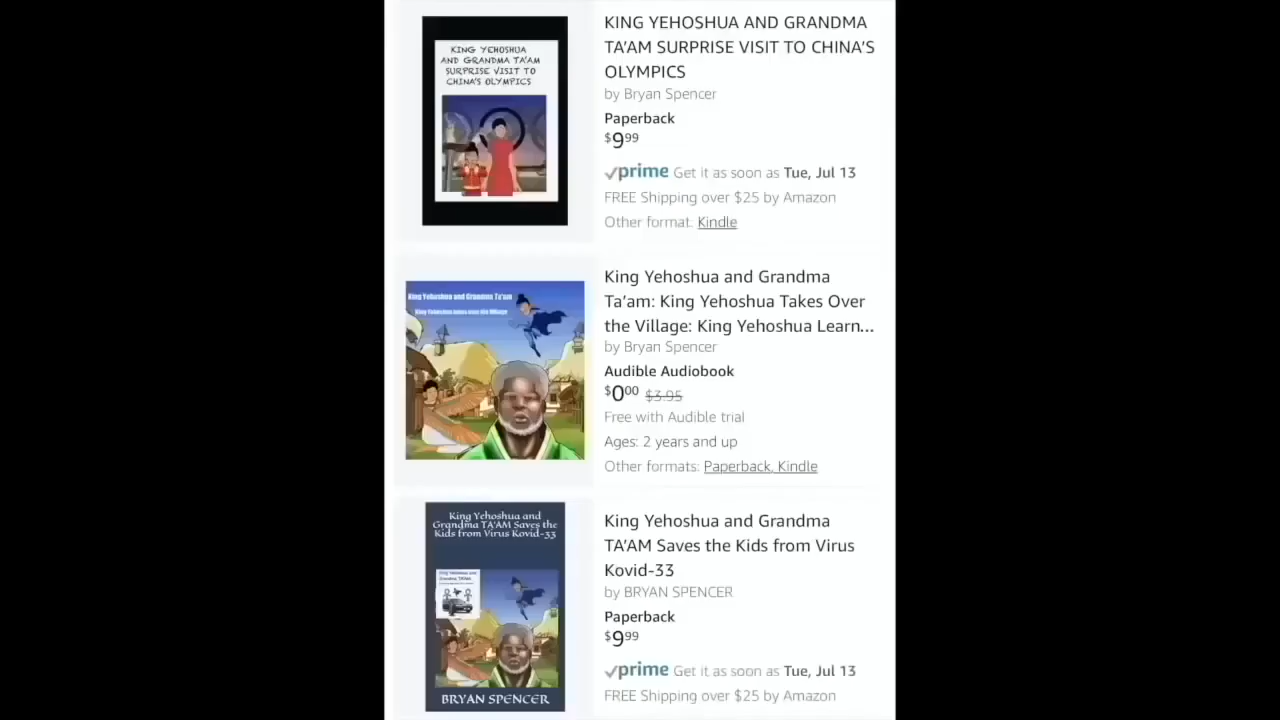 KING YEHOSHUA
AND GRANDMA TA'AM
SURPRISE VISIT TO
CHINA'S OLYMPICS
KING YEHOSHUA AND GRANDMA
TA'AM SURPRISE VISIT TO CHINA'S
OLYMPICS
by Bryan Spencer
Paperback
$9.99
prime Get it as soon as Tue, Jul 13
FREE Shipping over $25 by Amazon
Other format: Kindle
King Yehoshua and Grandma Ta'am
King Yehoshua takes over the Village
King Yehoshua and Grandma
Ta'am: King Yehoshua Takes Over
the Village: King Yehoshua Learn...
by Bryan Spencer
Audible Audiobook
$0.00 $3.95
Free with Audible trial
Ages: 2 years and up
Other formats: Paperback, Kindle
King Yehoshua and
Grandma TA'AM Saves the
Kids from Virus Kovid-33
BRYAN SPENCER
King Yehoshua and Grandma
TA'AM Saves the Kids from Virus
Kovid-33
by BRYAN SPENCER
Paperback
$9.99
prime Get it as soon as Tue, Jul 13
FREE Shipping over $25 by Amazon